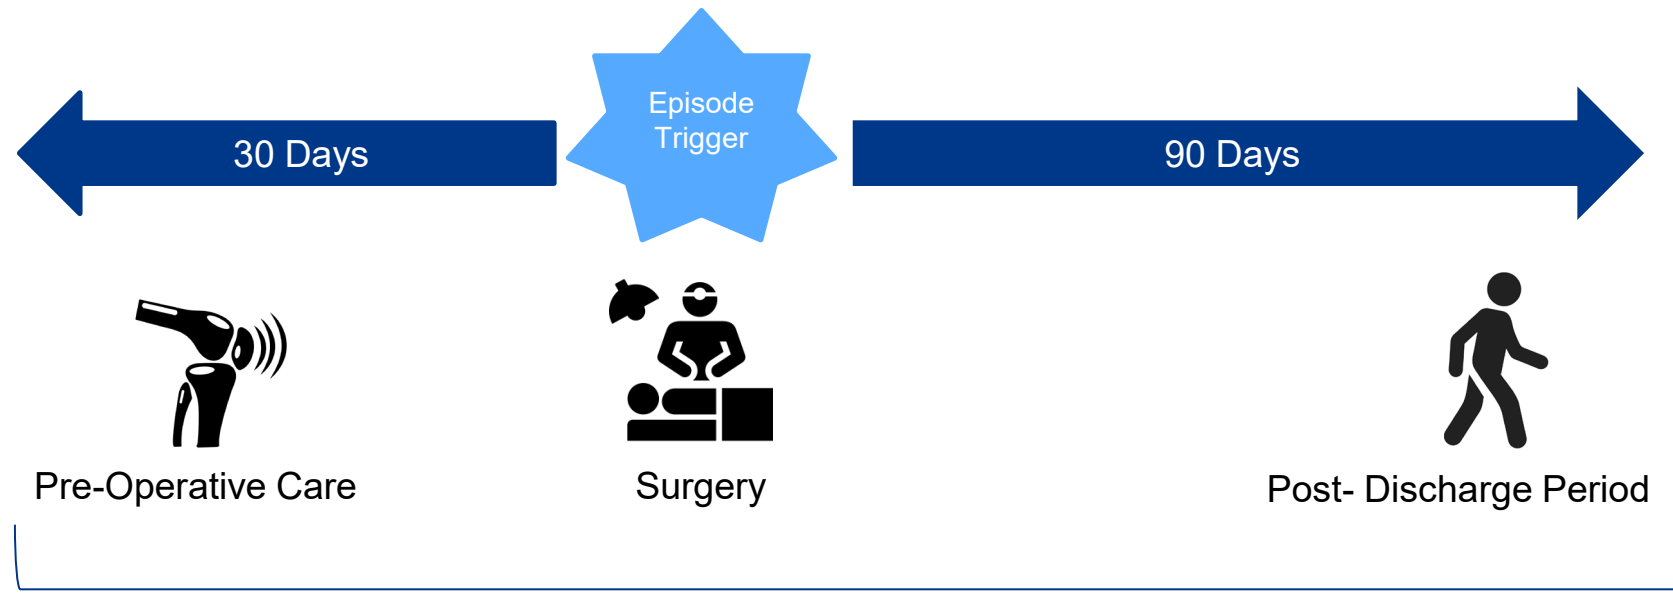 Episode
Trigger
30 Days
90 Days
Pre-Operative Care
Surgery
Post- Discharge Period